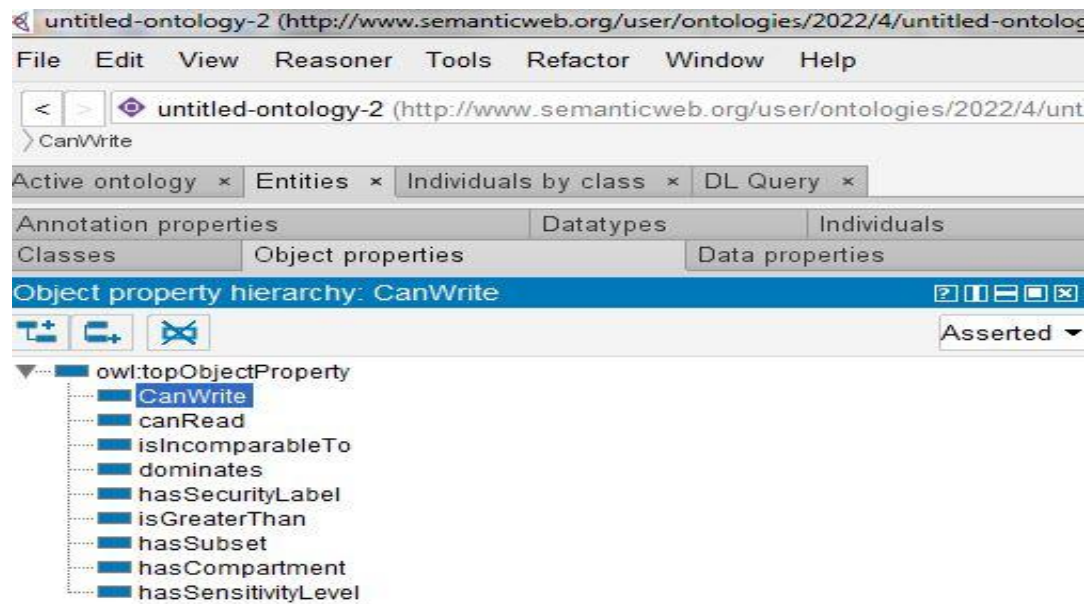 untitled-ontology-2 (http://www.semanticweb.org/user/ontologies/2022/4/untitled-ontolog
File Edit View Reasoner Tools Refactor Window Help
< > untitled-ontology-2 (http://www.semanticweb.org/user/ontologies/2022/4/unt
CanWrite
Active ontology × Entities × Individuals by class × DL Query ×
Annotation properties Datatypes Individuals
Classes Object properties Data properties
Object property hierarchy: CanWrite
Asserted
owl:topObjectProperty
CanWrite
canRead
isIncomparableTo
dominates
hasSecurityLabel
isGreaterThan
hasSubset
hasCompartment
hasSensitivityLevel